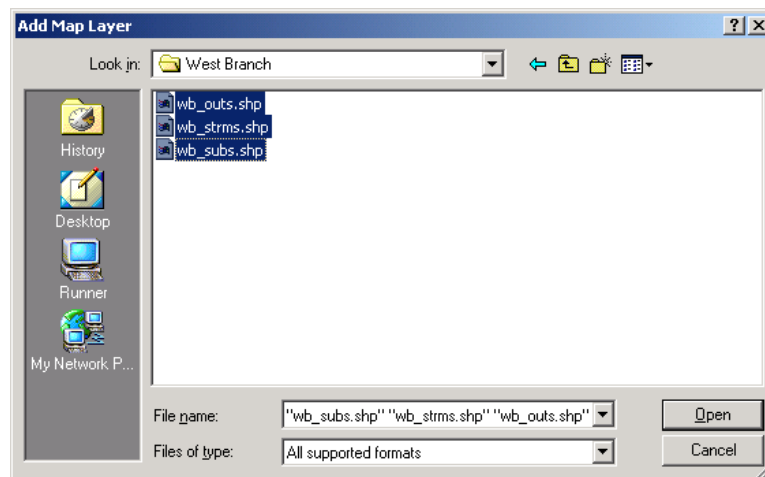 Add Map Layer
Look in: West Branch
wb_outs.shp
wb_strms.shp
wb_subs.shp
History
Desktop
Runner
My Network P...
File name: "wb_subs.shp" "wb_strms.shp" "wb_outs.shp" Open
Files of type: All supported formats Cancel